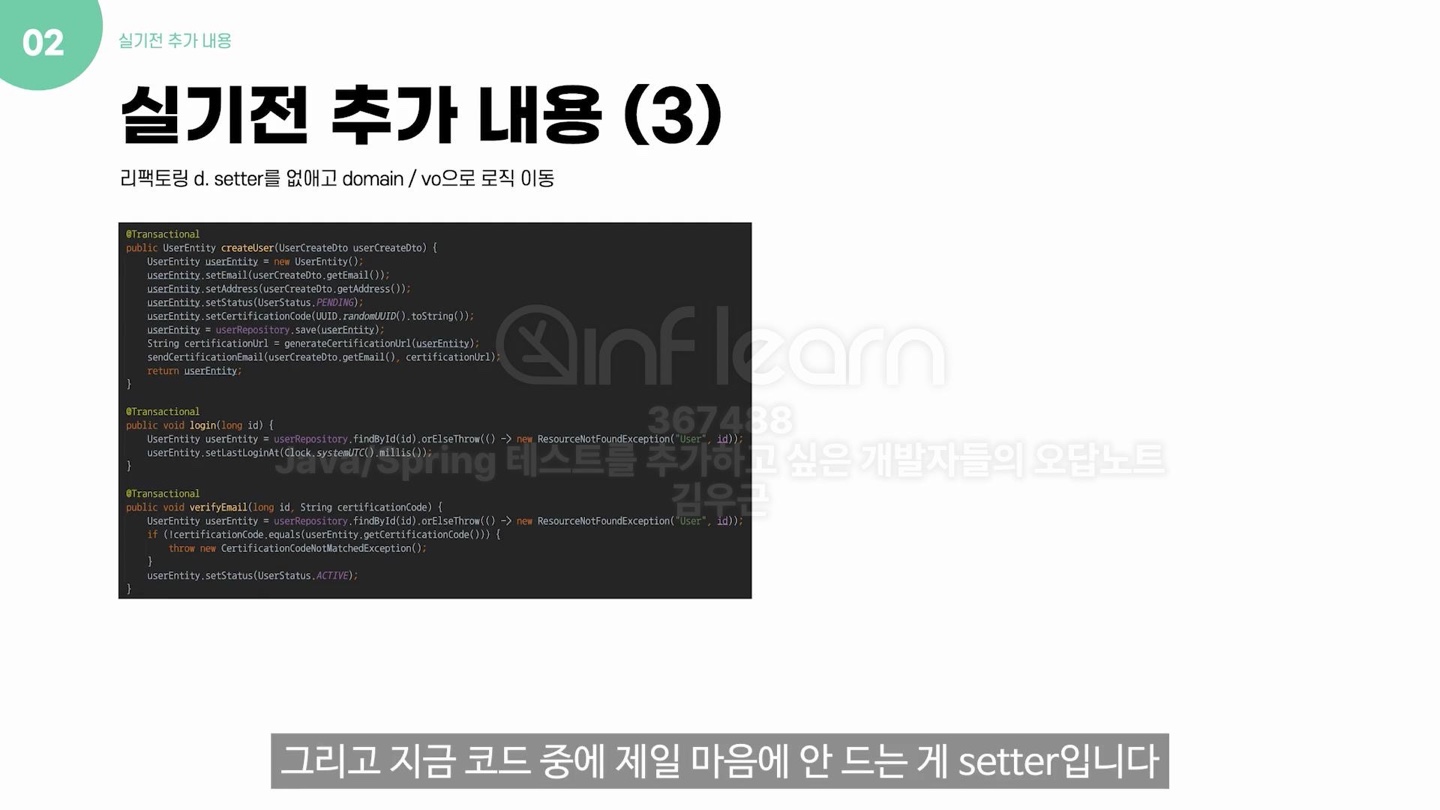 02
실기전 추가 내용
실기전 추가 내용 (3)
리팩토링 d. setter를 없애고 domain / vo으로 로직 이동
@Transactional
public UserEntity createUser(UserCreateDto userCreateDto) {
    UserEntity userEntity = new UserEntity();
    userEntity.setEmail(userCreateDto.getEmail());
    userEntity.setAddress(userCreateDto.getAddress());
    userEntity.setStatus(UserStatus.PENDING);
    userEntity.setCertificationCode(UUID.randomUUID().toString());
    userEntity = userRepository.save(userEntity);
    String certificationUrl = generateCertificationUrl(userEntity);
    sendCertificationEmail(userCreateDto.getEmail(), certificationUrl);
    return userEntity;
}
@Transactional
public void login(long id) {
    UserEntity userEntity = userRepository.findById(id).orElseThrow(() -> new ResourceNotFoundException("User", id));
    userEntity.setLastLoginAt(Clock.systemUTC().millis());
}
@Transactional
public void verifyEmail(long id, String certificationCode) {
    UserEntity userEntity = userRepository.findById(id).orElseThrow(() -> new ResourceNotFoundException("User", id));
    if (!certificationCode.equals(userEntity.getCertificationCode())) {
        throw new CertificationCodeNotMatchedException();
    }
    userEntity.setStatus(UserStatus.ACTIVE);
}
inflearn
367488
Java/Spring 테스트를 추가하고 싶은 개발자들의 오답노트
김우근
그리고 지금 코드 중에 제일 마음에 안 드는 게 setter입니다